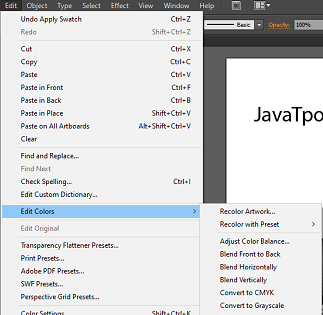 Edit Object Type Select Effect View Window Help
Basic Opacity: 100%
Undo Apply Swatch Ctrl+Z
Redo Shift+Ctrl+Z
Cut Ctrl+X
Copy Ctrl+C
Paste Ctrl+V
Paste in Front Ctrl+F
Paste in Back Ctrl+B
Paste in Place Shift+Ctrl+V
Paste on All Artboards Alt+Shift+Ctrl+V
Clear
JavaTpo
Find and Replace...
Find Next
Check Spelling... Ctrl+I
Edit Custom Dictionary...
Edit Colors
Edit Original
Transparency Flattener Presets...
Print Presets...
Adobe PDF Presets...
SWF Presets...
Perspective Grid Presets...
Color Settings... Shift+Ctrl+K
Recolor Artwork...
Recolor with Preset
Adjust Color Balance...
Blend Front to Back
Blend Horizontally
Blend Vertically
Convert to CMYK
Convert to Grayscale